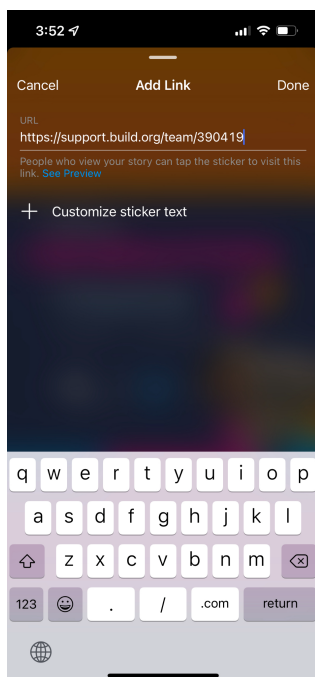 3:52
Cancel Add Link Done
URL
https://support.build.org/team/390419
People who view your story can tap the sticker to visit this
link. See Preview
+ Customize sticker text
q w e r t y u i o p
a s d f g h j k l
z x c v b n m
123 . / .com return